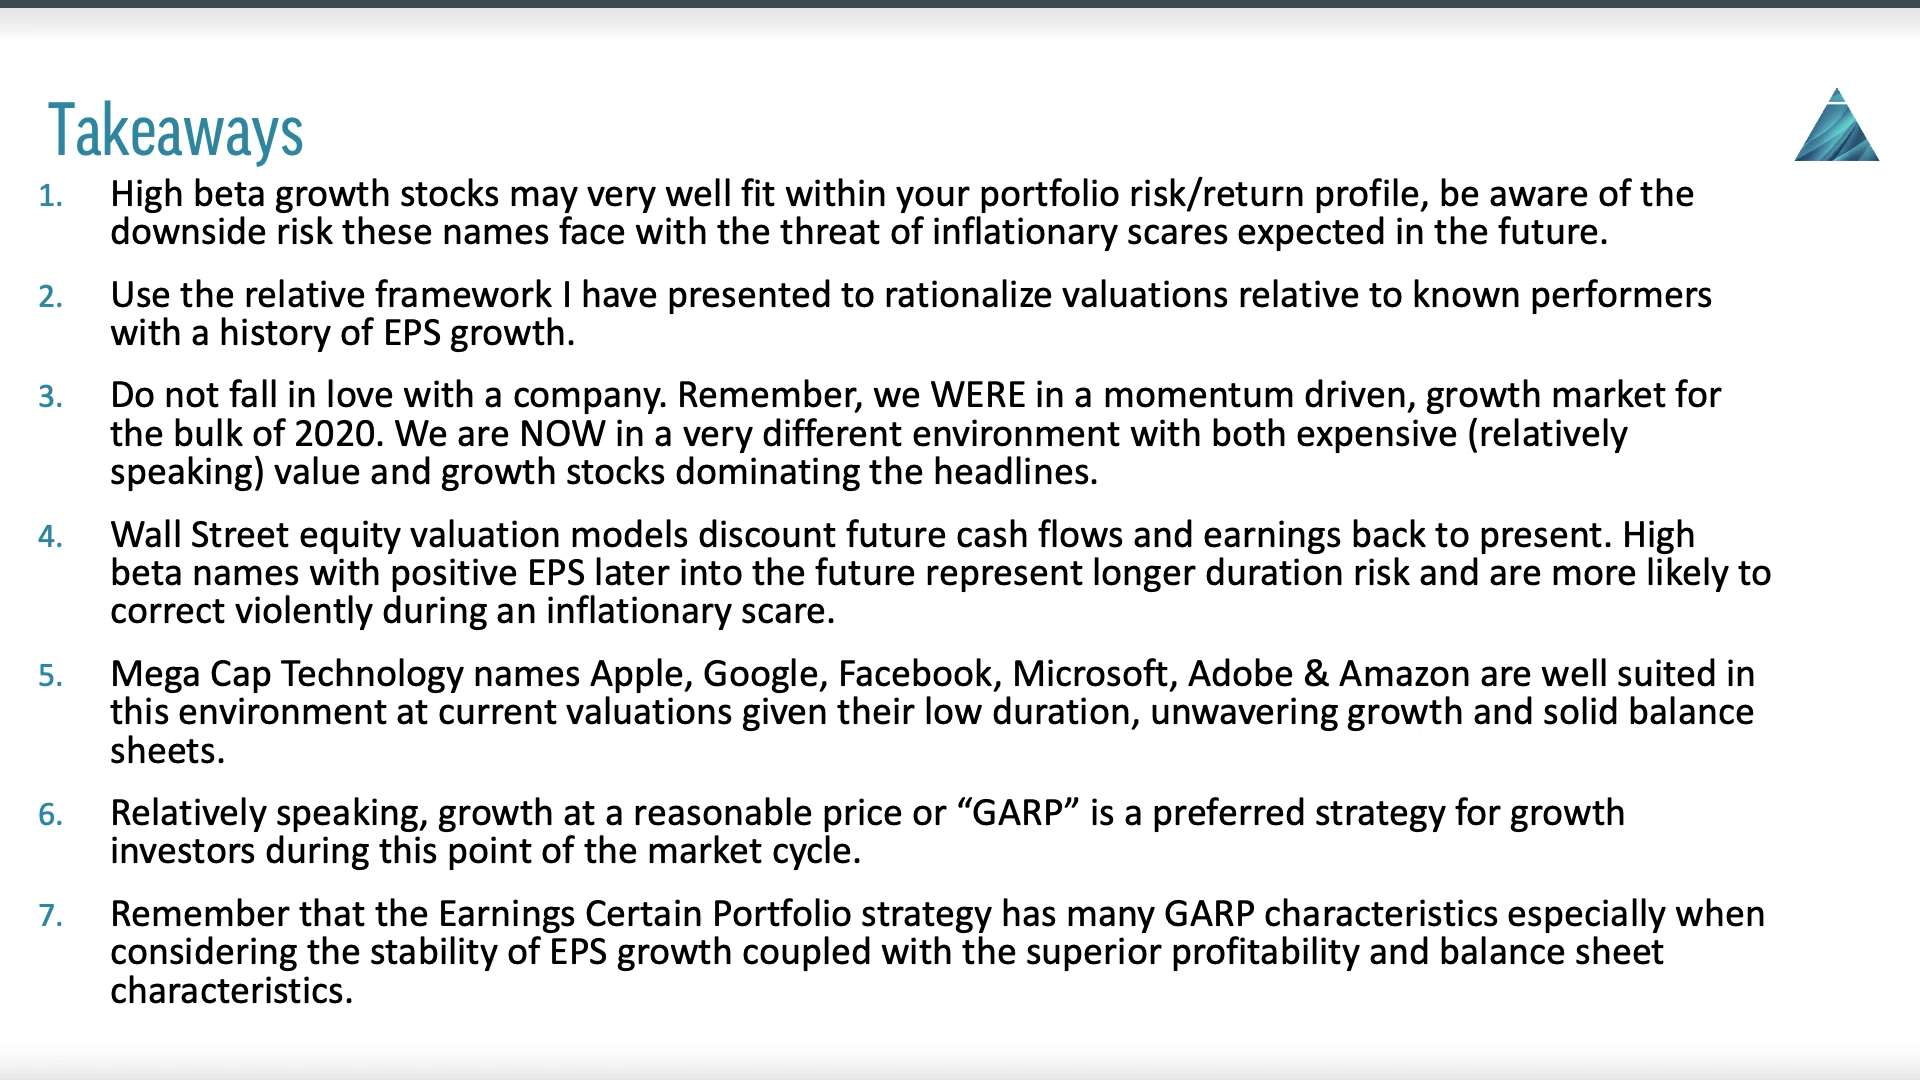 Takeaways
1. High beta growth stocks may very well fit within your portfolio risk/return profile, be aware of the
downside risk these names face with the threat of inflationary scares expected in the future.
2. Use the relative framework I have presented to rationalize valuations relative to known performers
with a history of EPS growth.
3. Do not fall in love with a company. Remember, we WERE in a momentum driven, growth market for
the bulk of 2020. We are NOW in a very different environment with both expensive (relatively
speaking) value and growth stocks dominating the headlines.
4. Wall Street equity valuation models discount future cash flows and earnings back to present. High
beta names with positive EPS later into the future represent longer duration risk and are more likely to
correct violently during an inflationary scare.
5. Mega Cap Technology names Apple, Google, Facebook, Microsoft, Adobe & Amazon are well suited in
this environment at current valuations given their low duration, unwavering growth and solid balance
sheets.
6. Relatively speaking, growth at a reasonable price or “GARP” is a preferred strategy for growth
investors during this point of the market cycle.
7. Remember that the Earnings Certain Portfolio strategy has many GARP characteristics especially when
considering the stability of EPS growth coupled with the superior profitability and balance sheet
characteristics.